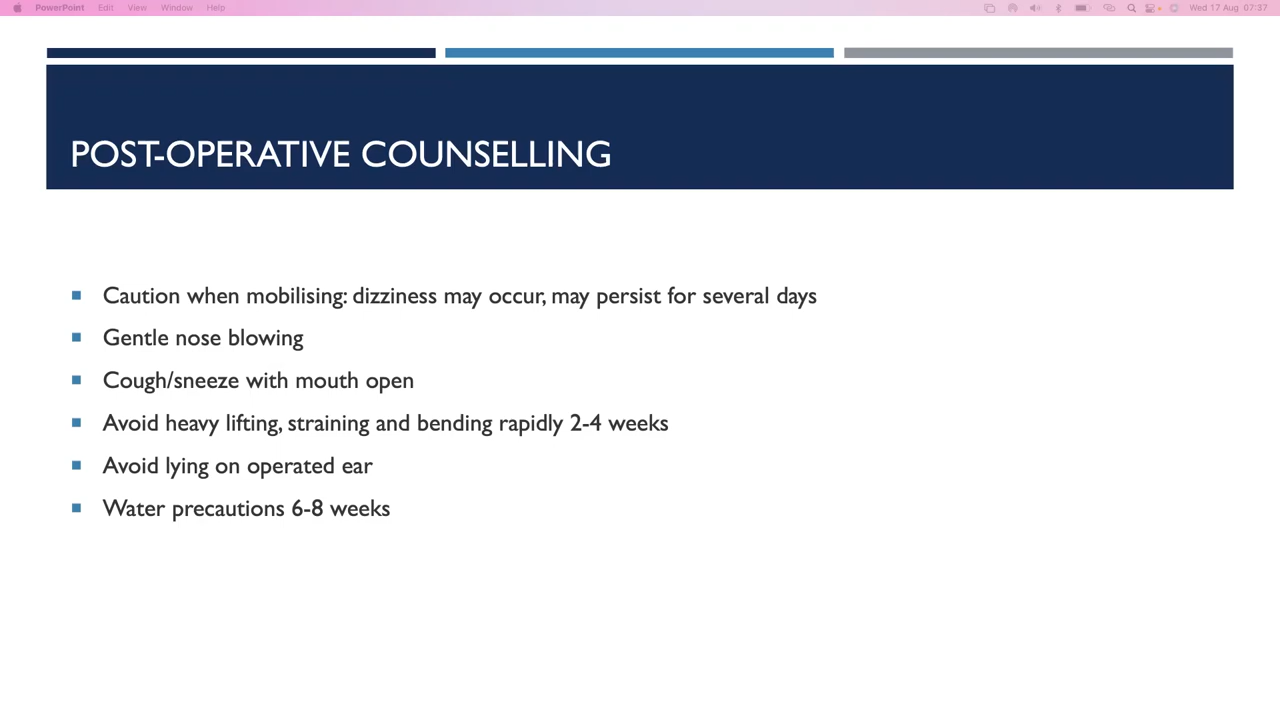 PowerPoint Edit View Window Help Wed 17 Aug 07:37
POST-OPERATIVE COUNSELLING
Caution when mobilising: dizziness may occur, may persist for several days
Gentle nose blowing
Cough/sneeze with mouth open
Avoid heavy lifting, straining and bending rapidly 2-4 weeks
Avoid lying on operated ear
Water precautions 6-8 weeks